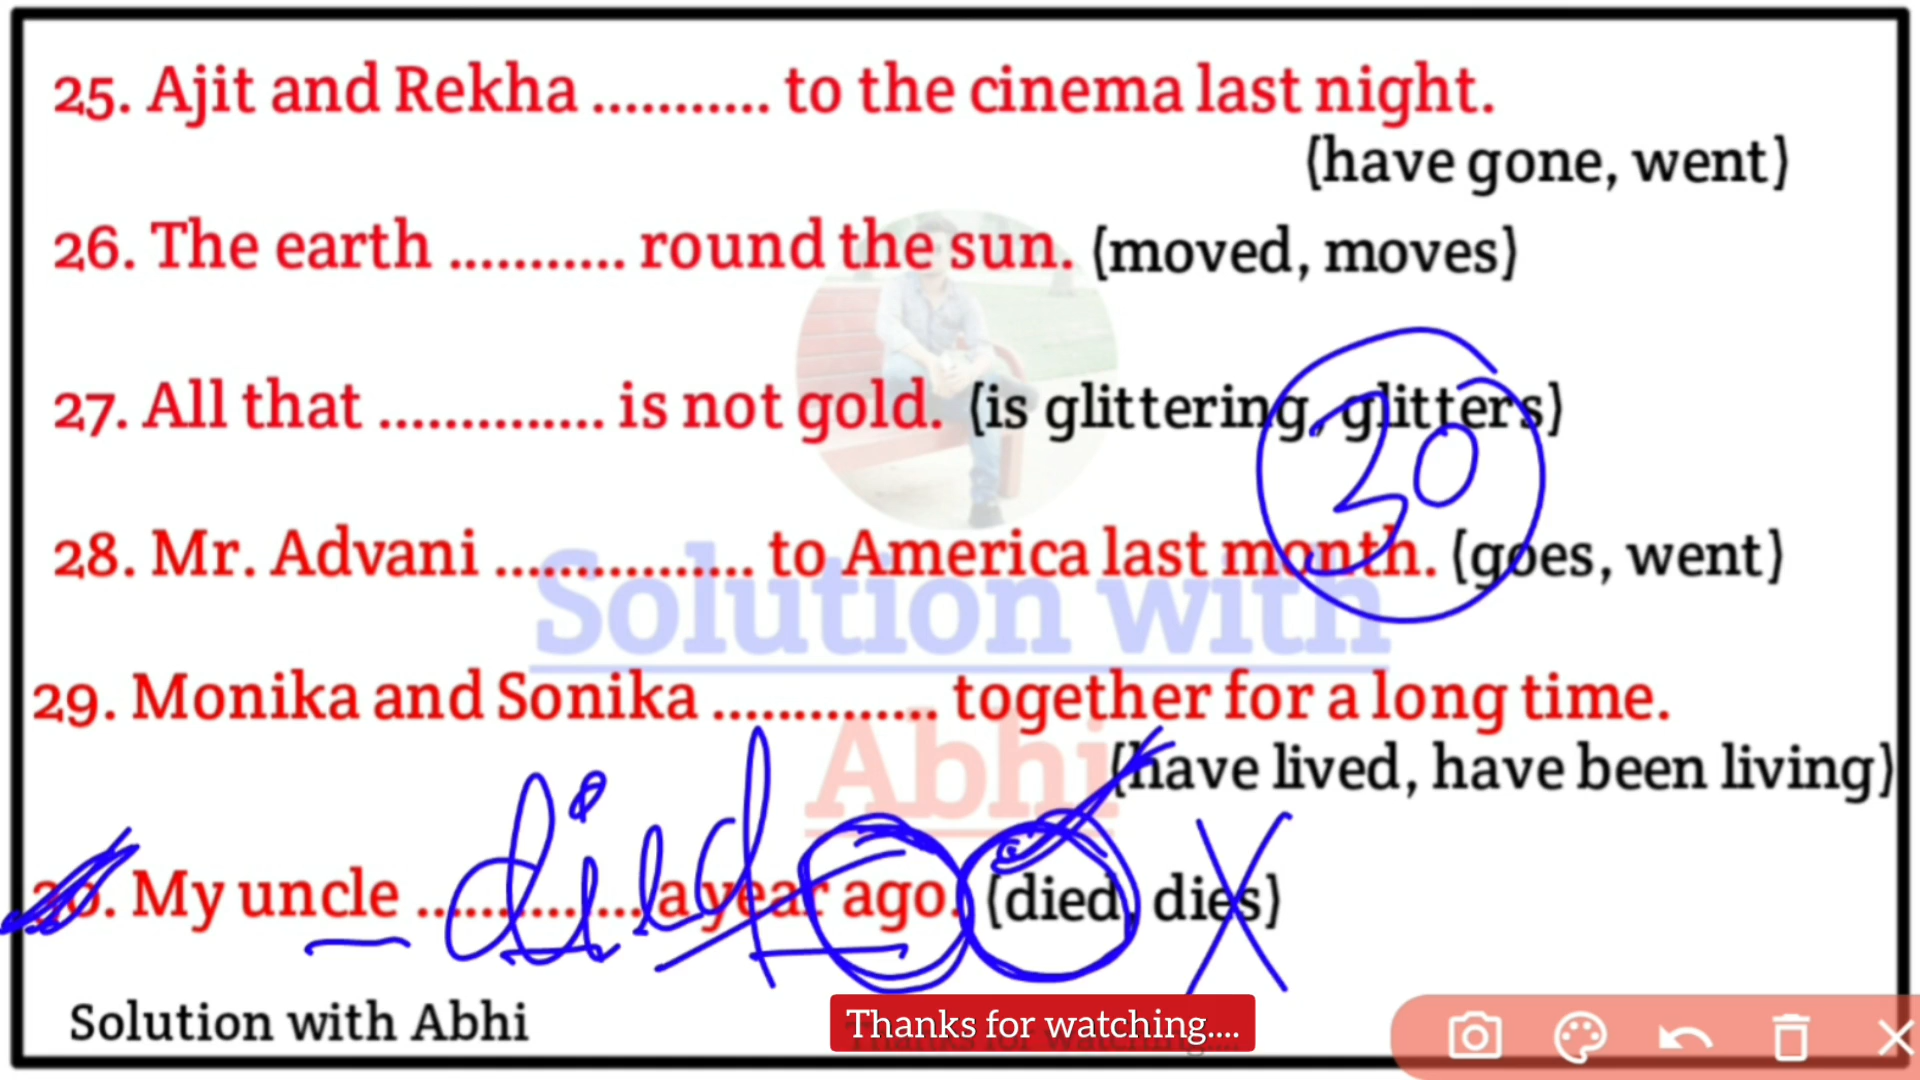 25. Ajit and Rekha ........... to the cinema last night.
(have gone, went)
26. The earth ........... round the sun. (moved, moves)
27. All that .............. is not gold. (is glittering, glitters)
30
28. Mr. Advani ................ to America last month. (goes, went)
Solution with
29. Monika and Sonika .............. together for a long time.
Abhi
(have lived, have been living)
died
30. My uncle .............. a year ago. (died, dies)
Solution with Abhi
Thanks for watching....